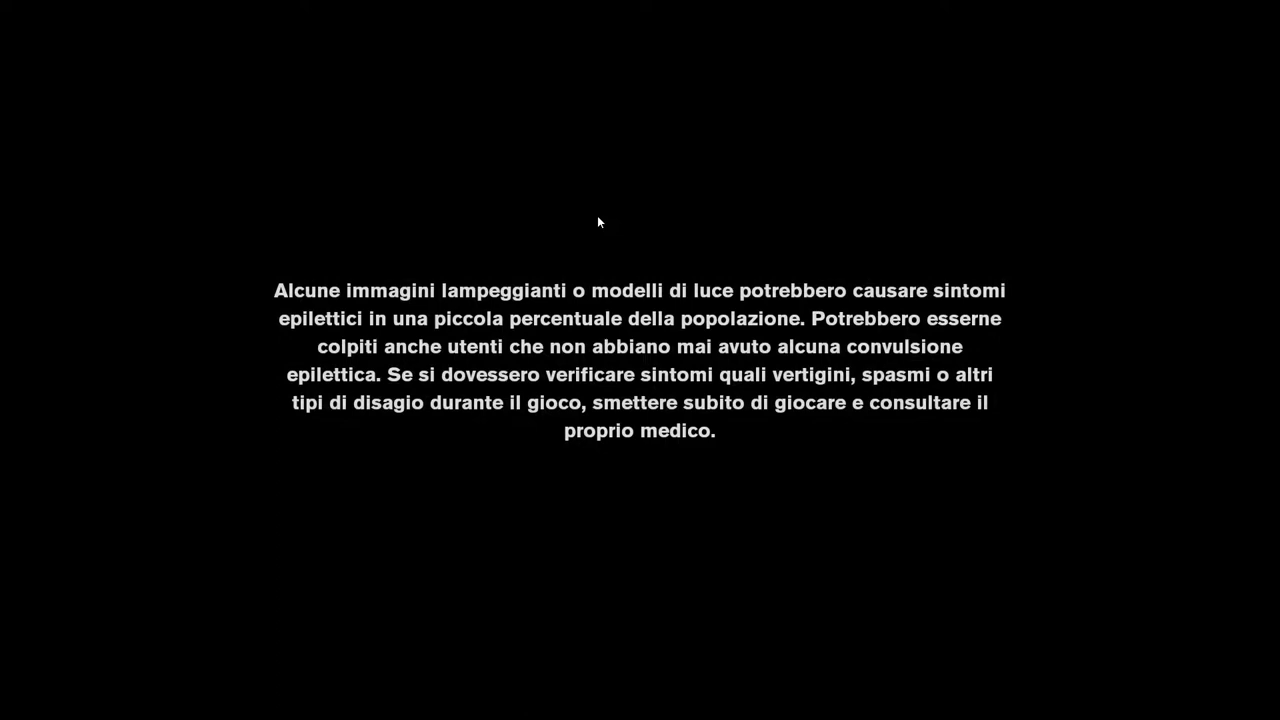 Alcune immagini lampeggianti o modelli di luce potrebbero causare sintomi
epilettici in una piccola percentuale della popolazione. Potrebbero esserne
colpiti anche utenti che non abbiano mai avuto alcuna convulsione
epilettica. Se si dovessero verificare sintomi quali vertigini, spasmi o altri
tipi di disagio durante il gioco, smettere subito di giocare e consultare il
proprio medico.